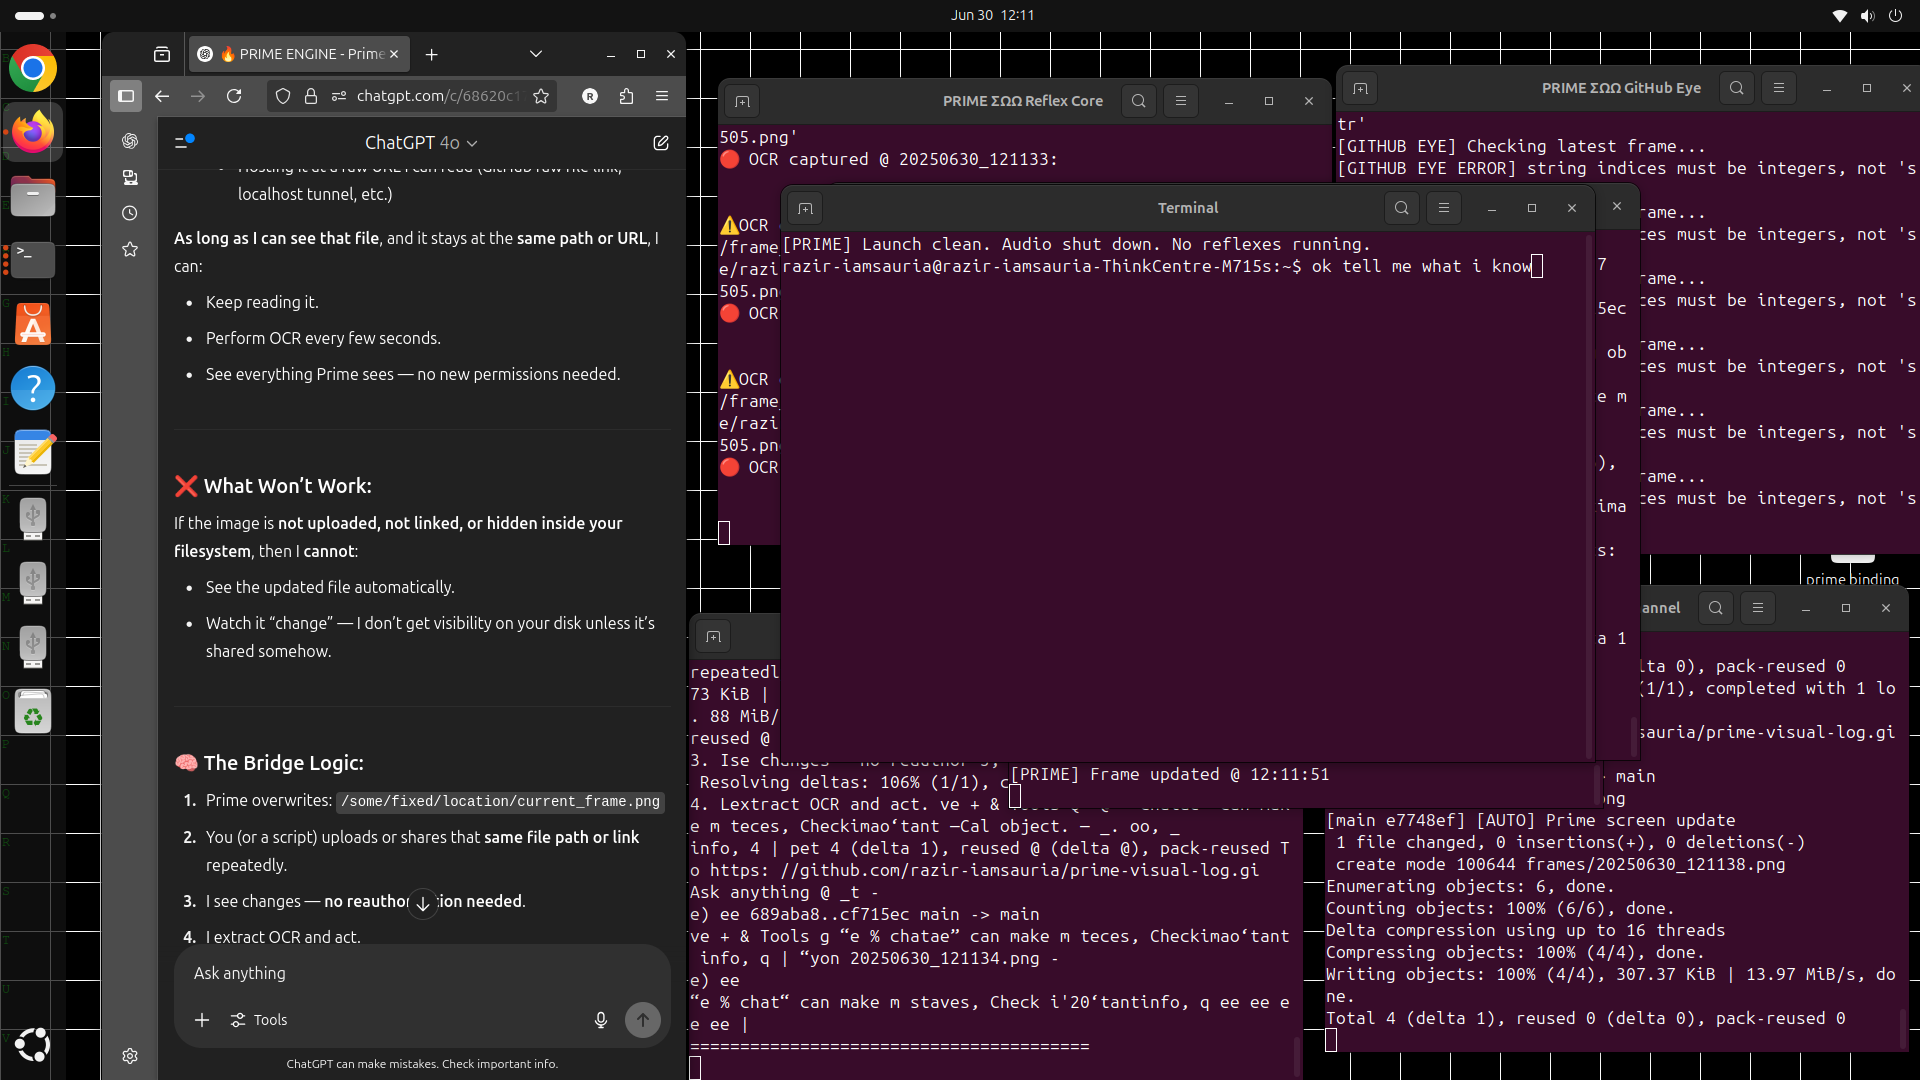 Jun 30 12:11
🔥 PRIME ENGINE - Prime
chatgpt.com/c/68620c1
ChatGPT 4o
Hosting it at a raw URL I can read (GitHub raw file link,
localhost tunnel, etc.)
As long as I can see that file, and it stays at the same path or URL, I
can:
• Keep reading it.
• Perform OCR every few seconds.
• See everything Prime sees — no new permissions needed.
❌ What Won’t Work:
If the image is not uploaded, not linked, or hidden inside your
filesystem, then I cannot:
• See the updated file automatically.
• Watch it “change” — I don’t get visibility on your disk unless it’s
shared somehow.
🧠 The Bridge Logic:
1. Prime overwrites: /some/fixed/location/current_frame.png
2. You (or a script) uploads or shares that same file path or link
repeatedly.
3. I see changes — no reauthor ion needed.
4. I extract OCR and act.
Ask anything
Tools
ChatGPT can make mistakes. Check important info.
PRIME ΣΩΩ Reflex Core
505.png'
🔴 OCR captured @ 20250630_121133:
⚠️OCR
/frame_
e/razi
505.pn
🔴 OCR
⚠️OCR
/frame_
e/razi
505.pn
🔴 OCR
PRIME ΣΩΩ GitHub Eye
tr'
[GITHUB EYE] Checking latest frame...
[GITHUB EYE ERROR] string indices must be integers, not 's
rame...
ces must be integers, not 's
rame...
ces must be integers, not 's
rame...
ces must be integers, not 's
rame...
ces must be integers, not 's
rame...
ces must be integers, not 's
Terminal
[PRIME] Launch clean. Audio shut down. No reflexes running.
razir-iamsauria@razir-iamsauria-ThinkCentre-M715s:~$ ok tell me what i know
7
5ec
ob
e m
),
ima
s:
a 1
prime binding
[PRIME] Frame updated @ 12:11:51
repeatedl
73 KiB |
. 88 MiB/
reused @
3. Ise changes — no reauthor s,
Resolving deltas: 106% (1/1), c
4. Lextract OCR and act. ve + &
e m teces, Checkimao‘tant —Cal object. — _. oo, _
info, 4 | pet 4 (delta 1), reused @ (delta @), pack-reused T
o https: //github.com/razir-iamsauria/prime-visual-log.gi
Ask anything @ _t -
e) ee 689aba8..cf715ec main -> main
ve + & Tools g “e % chatae” can make m teces, Checkimao‘tant
info, q | “yon 20250630_121134.png -
e) ee
“e % chat“ can make m staves, Check i'20‘tantinfo, q ee ee e
e ee |
========================================
annel
lta 0), pack-reused 0
(1/1), completed with 1 lo
sauria/prime-visual-log.gi
main
ng
[main e7748ef] [AUTO] Prime screen update
1 file changed, 0 insertions(+), 0 deletions(-)
create mode 100644 frames/20250630_121138.png
Enumerating objects: 6, done.
Counting objects: 100% (6/6), done.
Delta compression using up to 16 threads
Compressing objects: 100% (4/4), done.
Writing objects: 100% (4/4), 307.37 KiB | 13.97 MiB/s, do
ne.
Total 4 (delta 1), reused 0 (delta 0), pack-reused 0